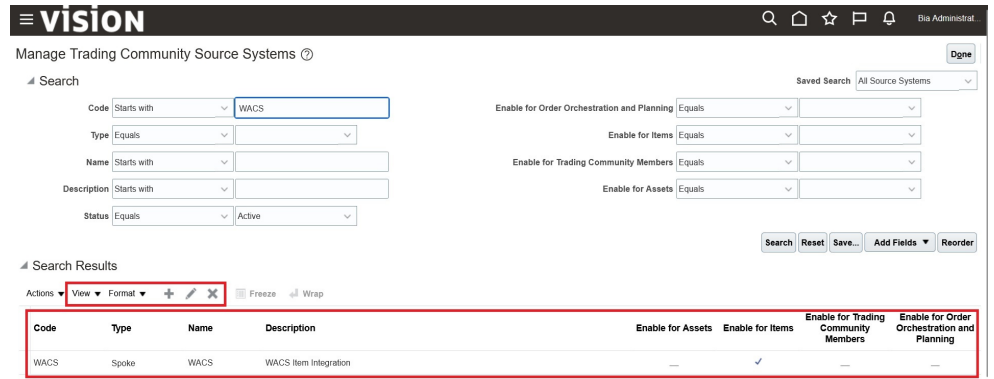 VISION
Bia Administrat...
Manage Trading Community Source Systems
Done
Search
Saved Search All Source Systems
Code Starts with WACS
Enable for Order Orchestration and Planning Equals
Type Equals
Enable for Items Equals
Name Starts with
Enable for Trading Community Members Equals
Description Starts with
Enable for Assets Equals
Status Equals Active
Search Reset Save... Add Fields Reorder
Search Results
Actions View Format Freeze Wrap
Code Type Name Description Enable for Assets Enable for Items Enable for Trading Community Members Enable for Order Orchestration and Planning
WACS Spoke WACS WACS Item Integration